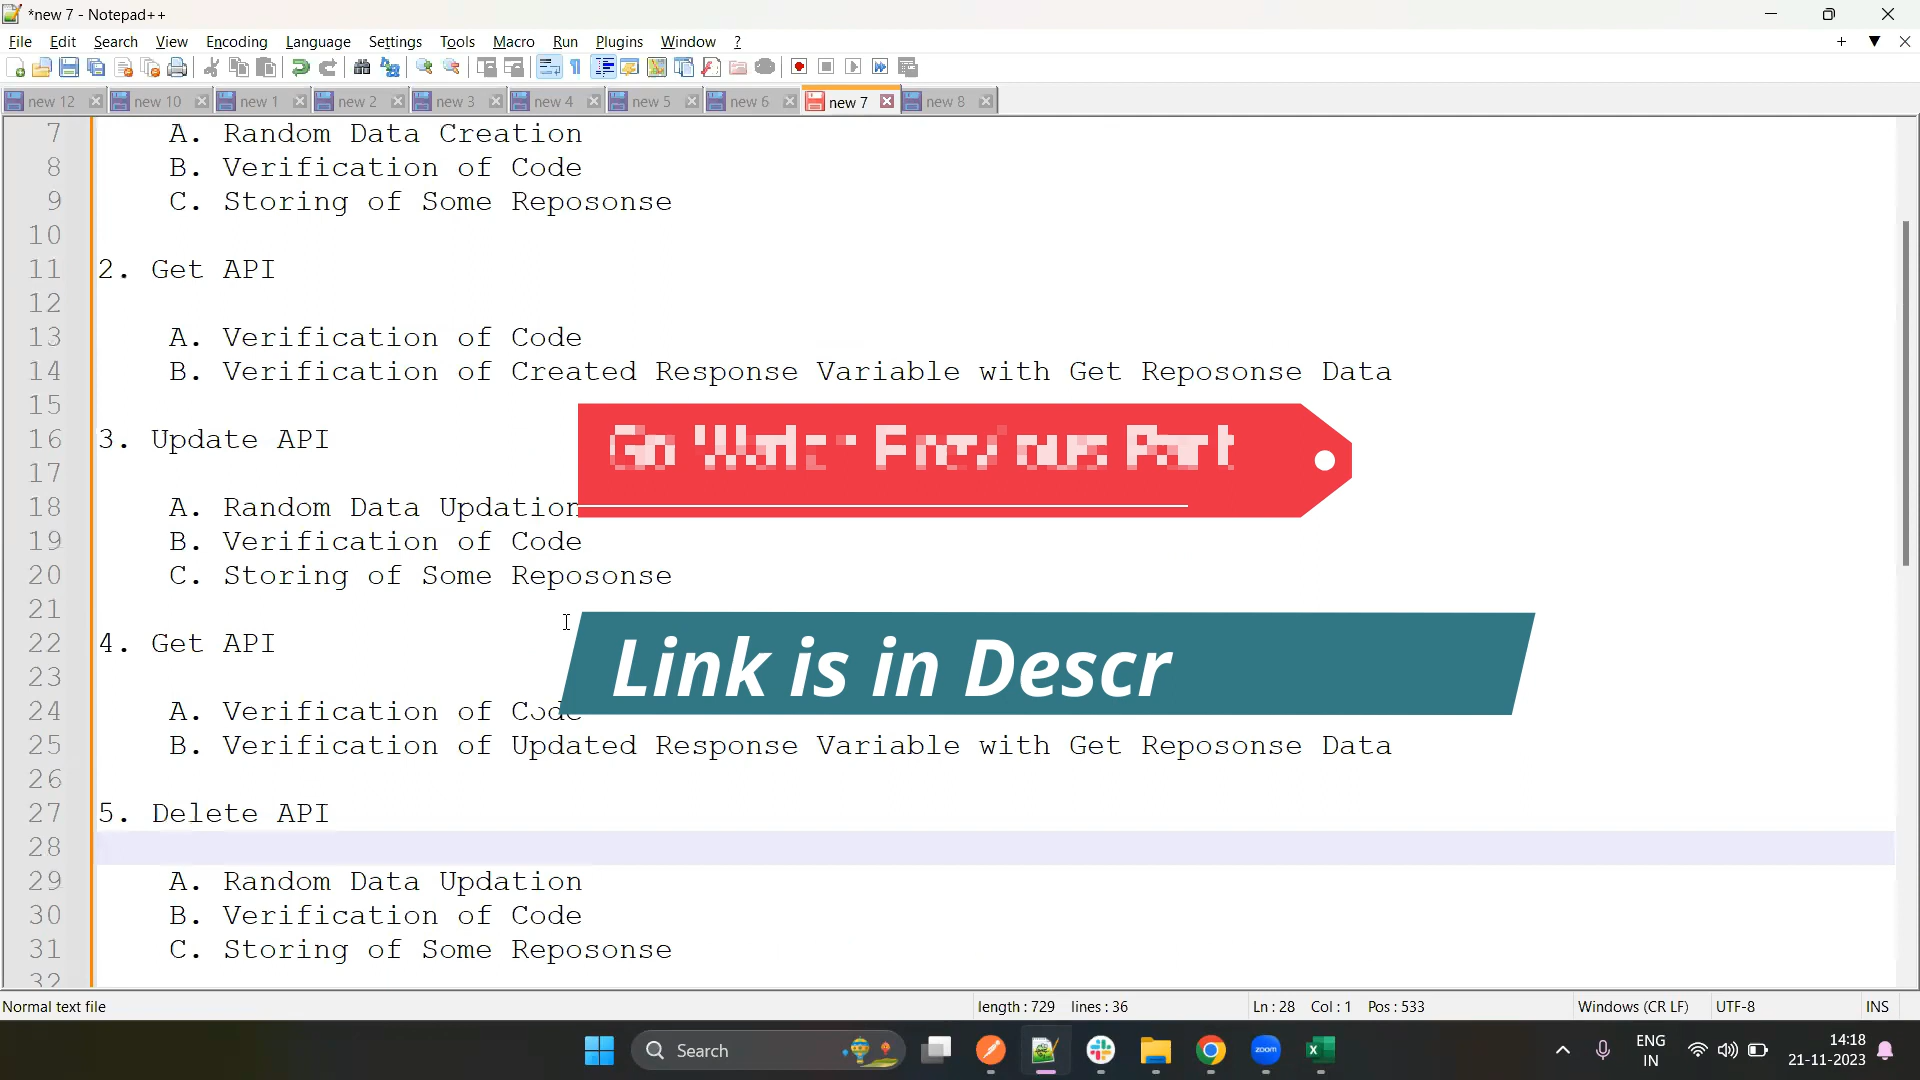 *new 7 - Notepad++
File Edit Search View Encoding Language Settings Tools Macro Run Plugins Window ?
new 12 new 10 new 1 new 2 new 3 new 4 new 5 new 6 new 7 new 8
7 A. Random Data Creation
8 B. Verification of Code
9 C. Storing of Some Reposonse
10
11 2. Get API
12
13 A. Verification of Code
14 B. Verification of Created Response Variable with Get Reposonse Data
15
16 3. Update API
Go Watch Previous Part
17
18 A. Random Data Updation
19 B. Verification of Code
20 C. Storing of Some Reposonse
21
22 4. Get API
Link is in Descr
23
24 A. Verification of Code
25 B. Verification of Updated Response Variable with Get Reposonse Data
26
27 5. Delete API
28
29 A. Random Data Updation
30 B. Verification of Code
31 C. Storing of Some Reposonse
32
Normal text file length : 729 lines : 36 Ln : 28 Col : 1 Pos : 533 Windows (CR LF) UTF-8 INS
Search
zoom
ENG
IN
14:18
21-11-2023